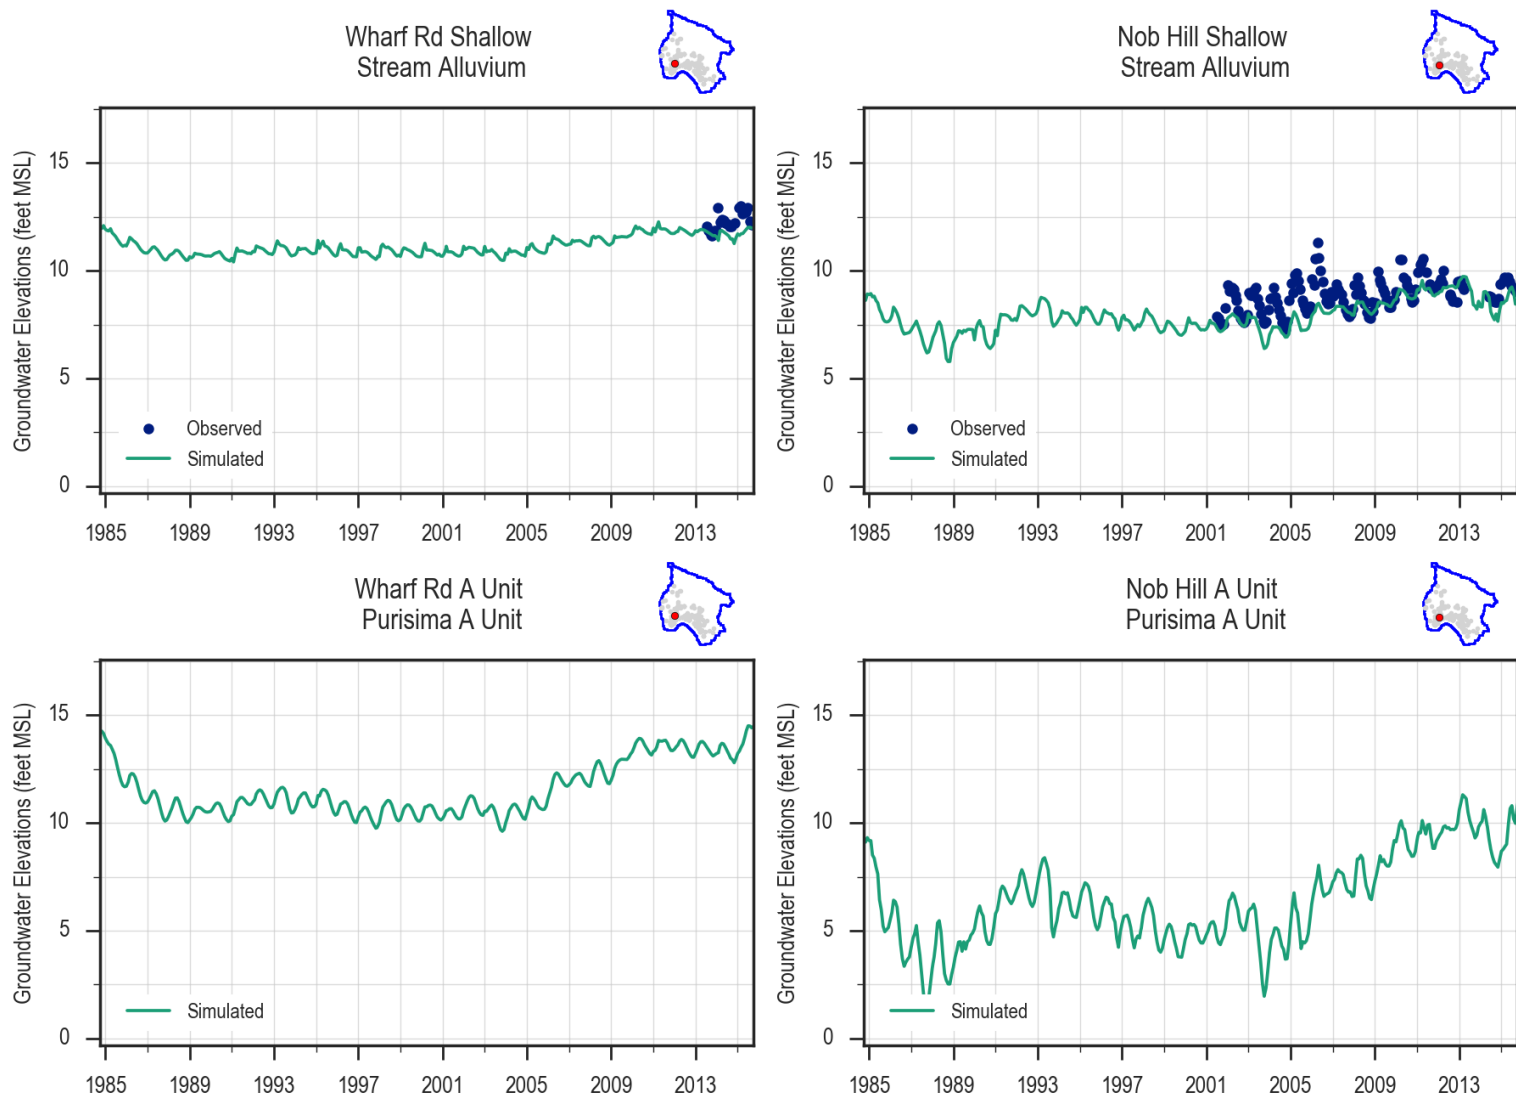 Wharf Rd Shallow
Stream Alluvium
Groundwater Elevations (feet MSL)
15
10
5
0
Observed
Simulated
1985 1989 1993 1997 2001 2005 2009 2013
Nob Hill Shallow
Stream Alluvium
Groundwater Elevations (feet MSL)
15
10
5
0
Observed
Simulated
1985 1989 1993 1997 2001 2005 2009 2013
Wharf Rd A Unit
Purisima A Unit
Groundwater Elevations (feet MSL)
15
10
5
0
Simulated
1985 1989 1993 1997 2001 2005 2009 2013
Nob Hill A Unit
Purisima A Unit
Groundwater Elevations (feet MSL)
15
10
5
0
Simulated
1985 1989 1993 1997 2001 2005 2009 2013